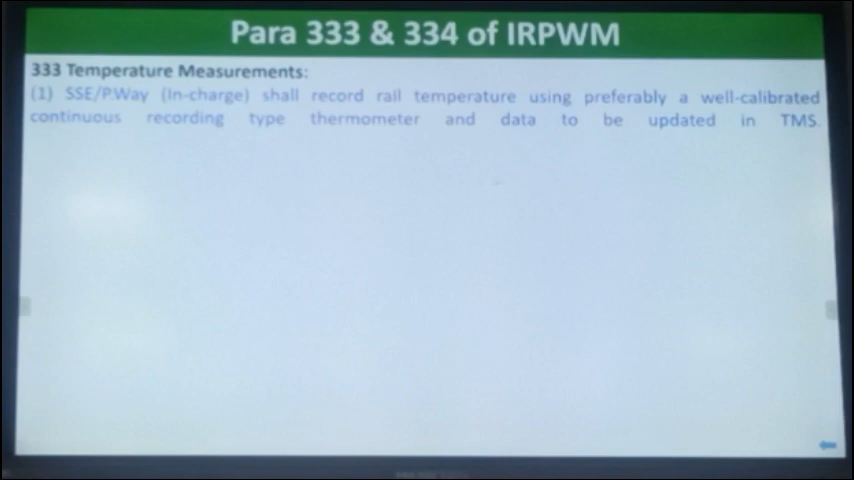 Para 333 & 334 of IRPWM
333 Temperature Measurements:
(1) SSE/P.Way (In-charge) shall record rail temperature using preferably a well-calibrated
continuous recording type thermometer and data to be updated in TMS.